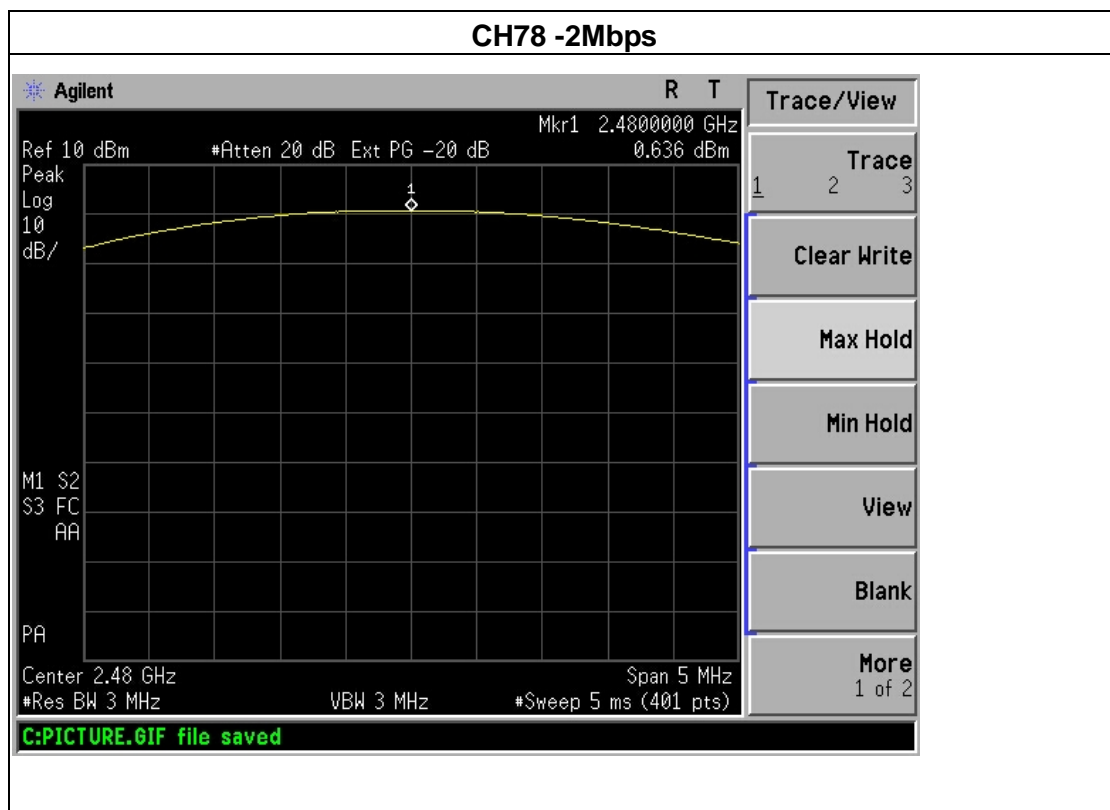 CH78 -2Mbps
Agilent R T
Mkr1 2.4800000 GHz
Ref 10 dBm #Atten 20 dB Ext PG -20 dB 0.636 dBm
Peak
Log
10
dB/
1
M1 S2
S3 FC
AA
PA
Center 2.48 GHz Span 5 MHz
#Res BW 3 MHz VBW 3 MHz #Sweep 5 ms (401 pts)
C:PICTURE.GIF file saved
Trace/View
Trace
1 2 3
Clear Write
Max Hold
Min Hold
View
Blank
More
1 of 2